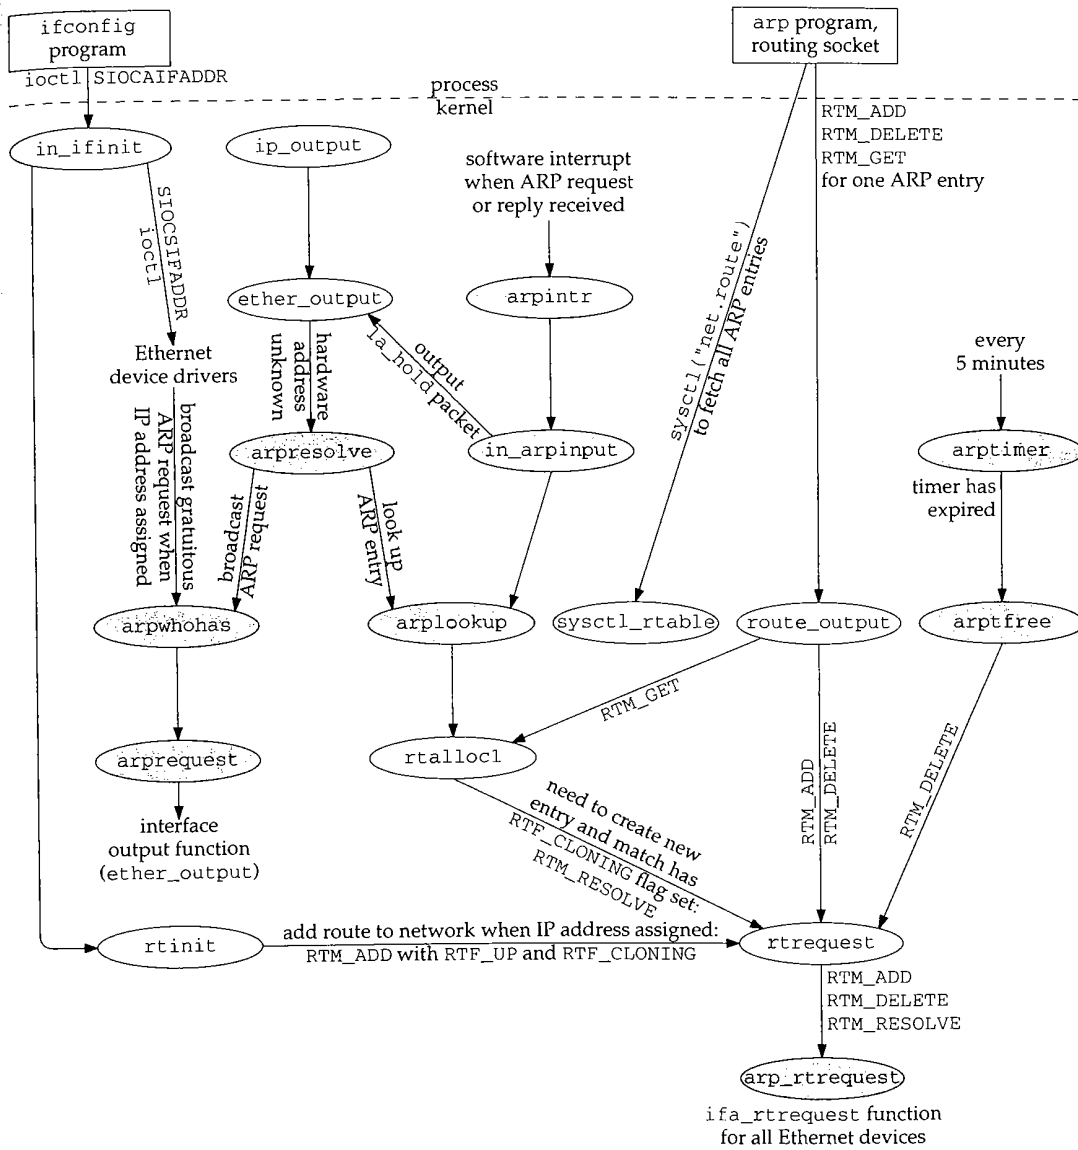 ifconfig
program
arp program,
routing socket
ioctl SIOCAIFADDR
process
kernel
RTM_ADD
RTM_DELETE
RTM_GET
for one ARP entry
in_ifinit
ip_output
software interrupt
when ARP request
or reply received
SIOCSIFADDR
ioctl
sysctl("net.route")
to fetch all ARP entries
ether_output
arpintr
hardware
address
unknown
output
la_hold packet
Ethernet
device drivers
every
5 minutes
broadcast gratuitous
ARP request when
IP address assigned
arpresolve
in_arpinput
arptimer
timer has
expired
broadcast
ARP request
look up
ARP entry
arpwhohas
arplookup
sysctl_rtable
route_output
arptfree
RTM_GET
arprequest
rtalloc1
RTM_ADD
RTM_DELETE
RTM_DELETE
interface
output function
(ether_output)
need to create new
entry and match has
RTF_CLONING flag set:
RTM_RESOLVE
rtinit
add route to network when IP address assigned:
RTM_ADD with RTF_UP and RTF_CLONING
rtrequest
RTM_ADD
RTM_DELETE
RTM_RESOLVE
arp_rtrequest
ifa_rtrequest function
for all Ethernet devices